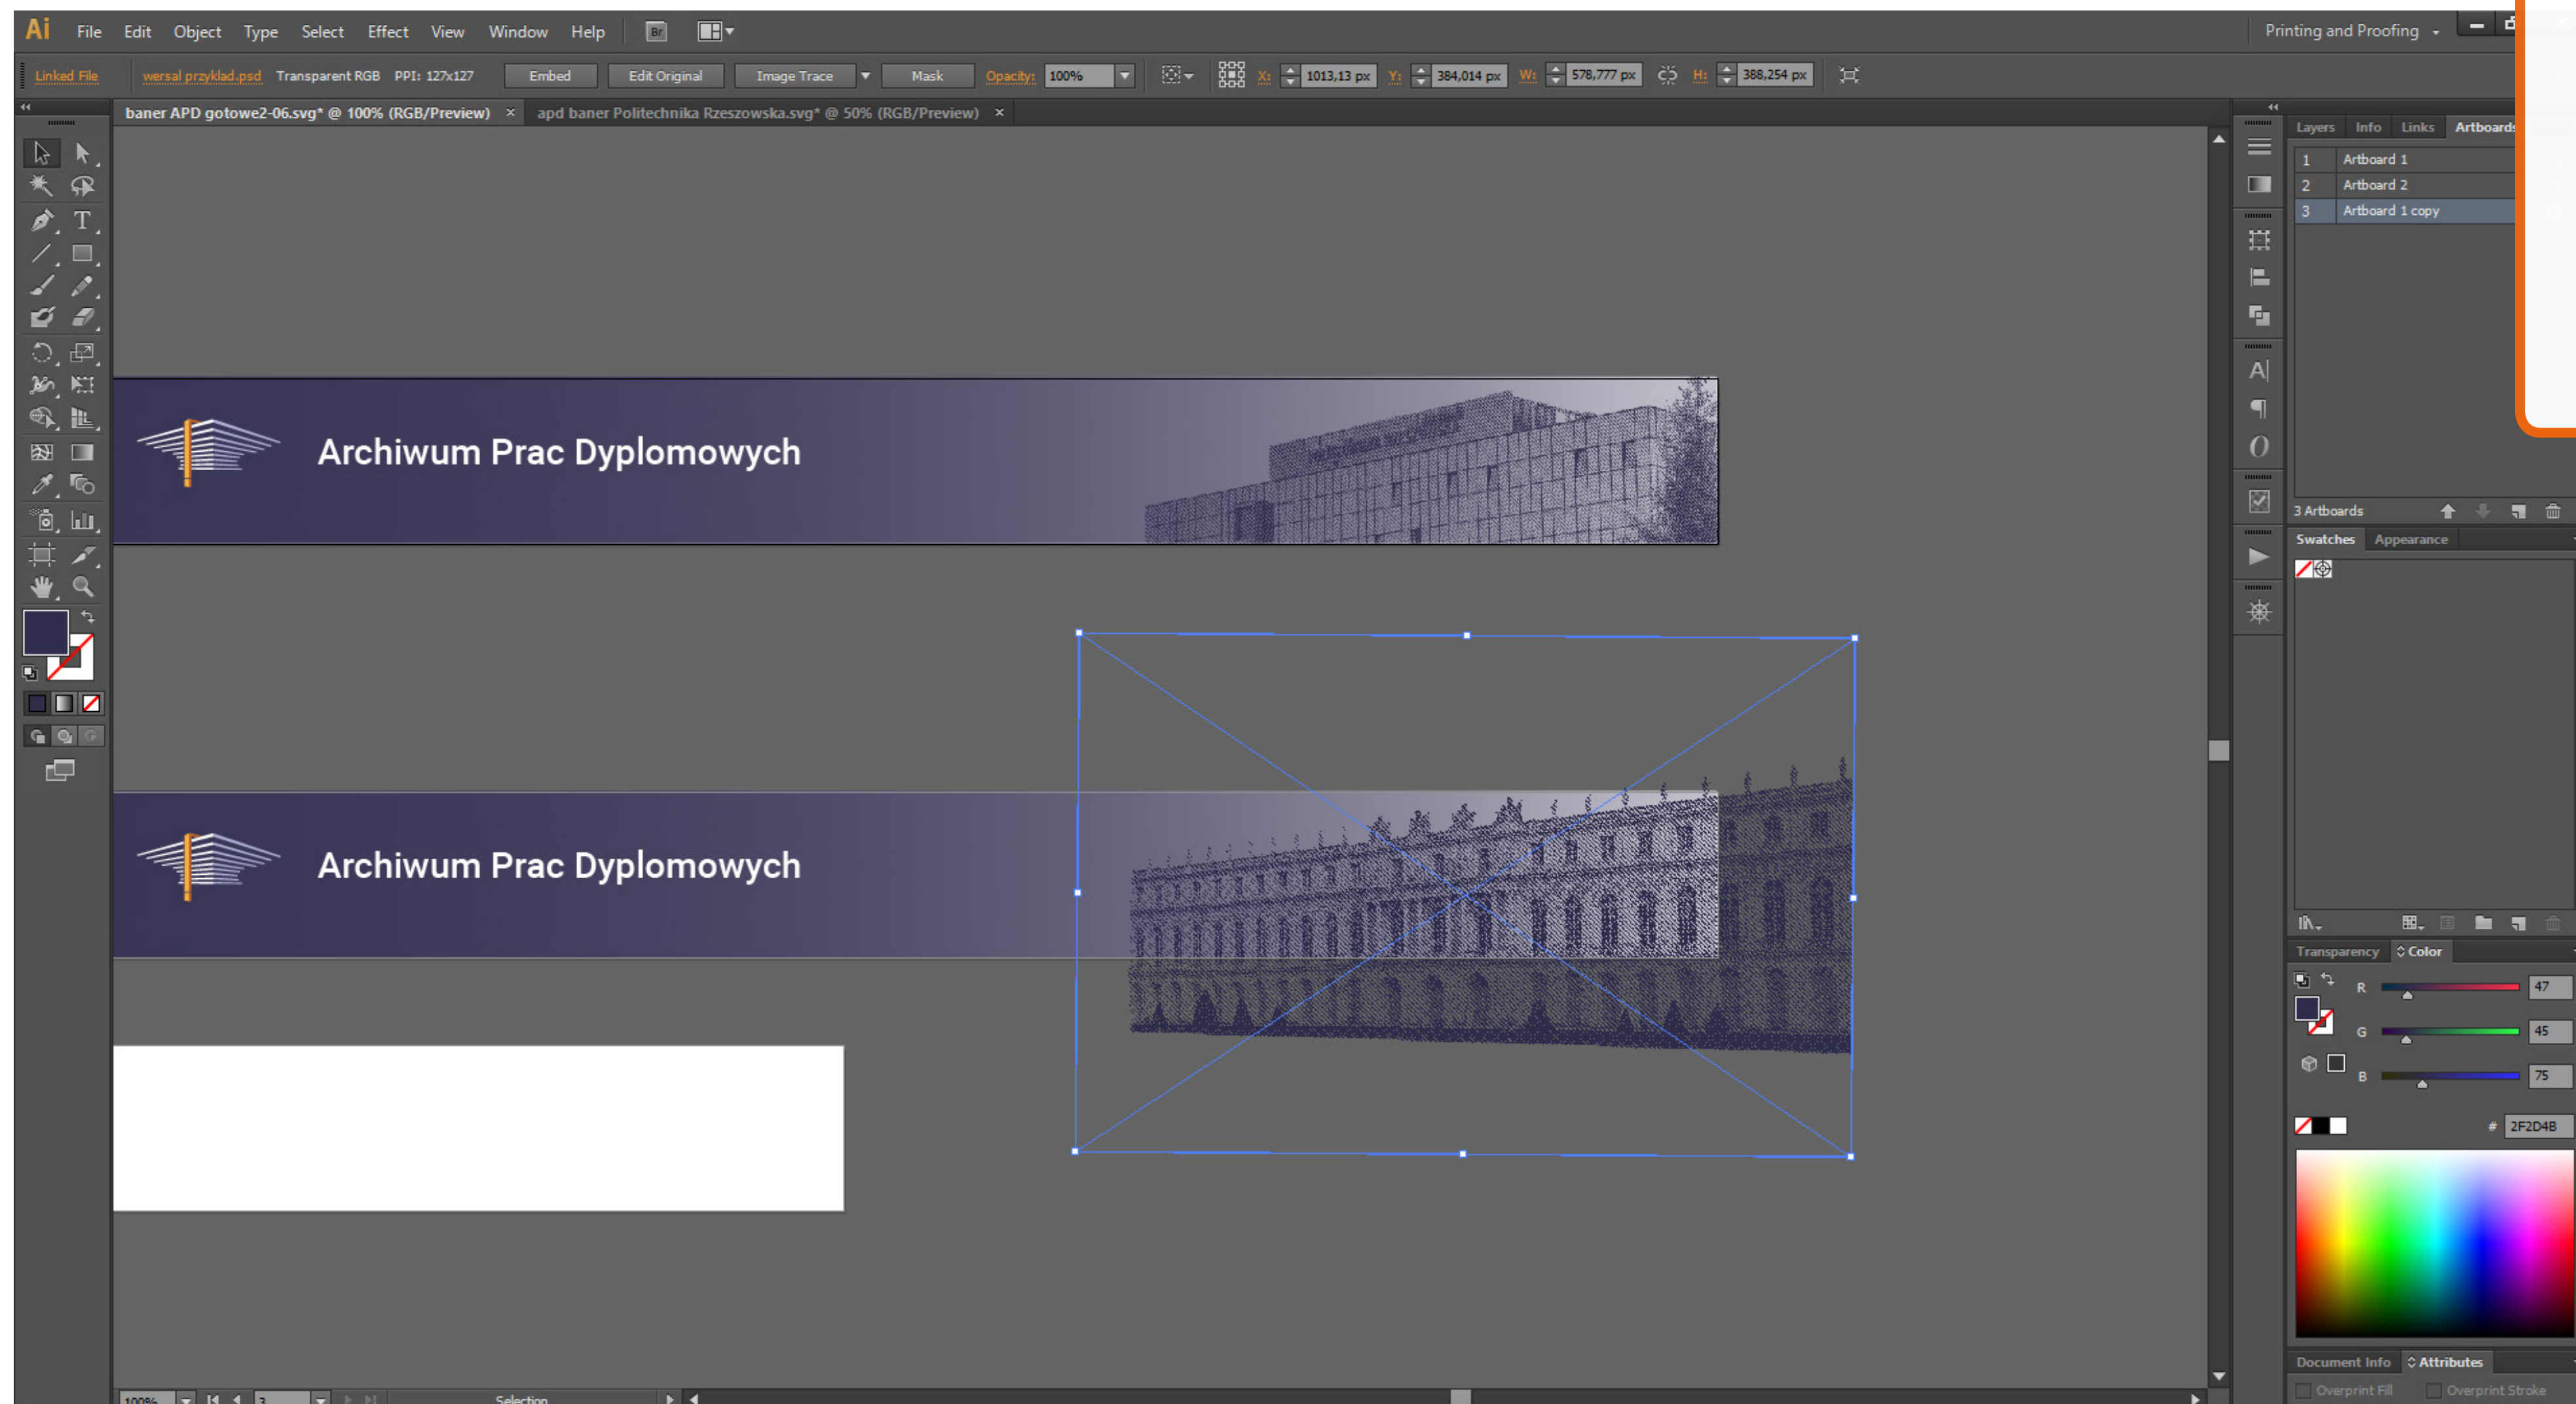 Ai File Edit Object Type Select Effect View Window Help Br Printing and Proofing
Linked File wersal przyklad.psd Transparent RGB PPI: 127x127 Embed Edit Original Image Trace Mask Opacity: 100% X: 1013,13 px Y: 384,014 px W: 578,777 px H: 388,254 px
baner APD gotowe2-06.svg* @ 100% (RGB/Preview) × apd baner Politechnika Rzeszowska.svg* @ 50% (RGB/Preview) ×
Layers Info Links Artboards
1 Artboard 1
2 Artboard 2
3 Artboard 1 copy
3 Artboards
Archiwum Prac Dyplomowych
Swatches Appearance
Archiwum Prac Dyplomowych
Transparency Color
R 47
G 45
B 75
# 2F2D4B
Document Info Attributes
Overprint Fill Overprint Stroke
100% 3 Selection